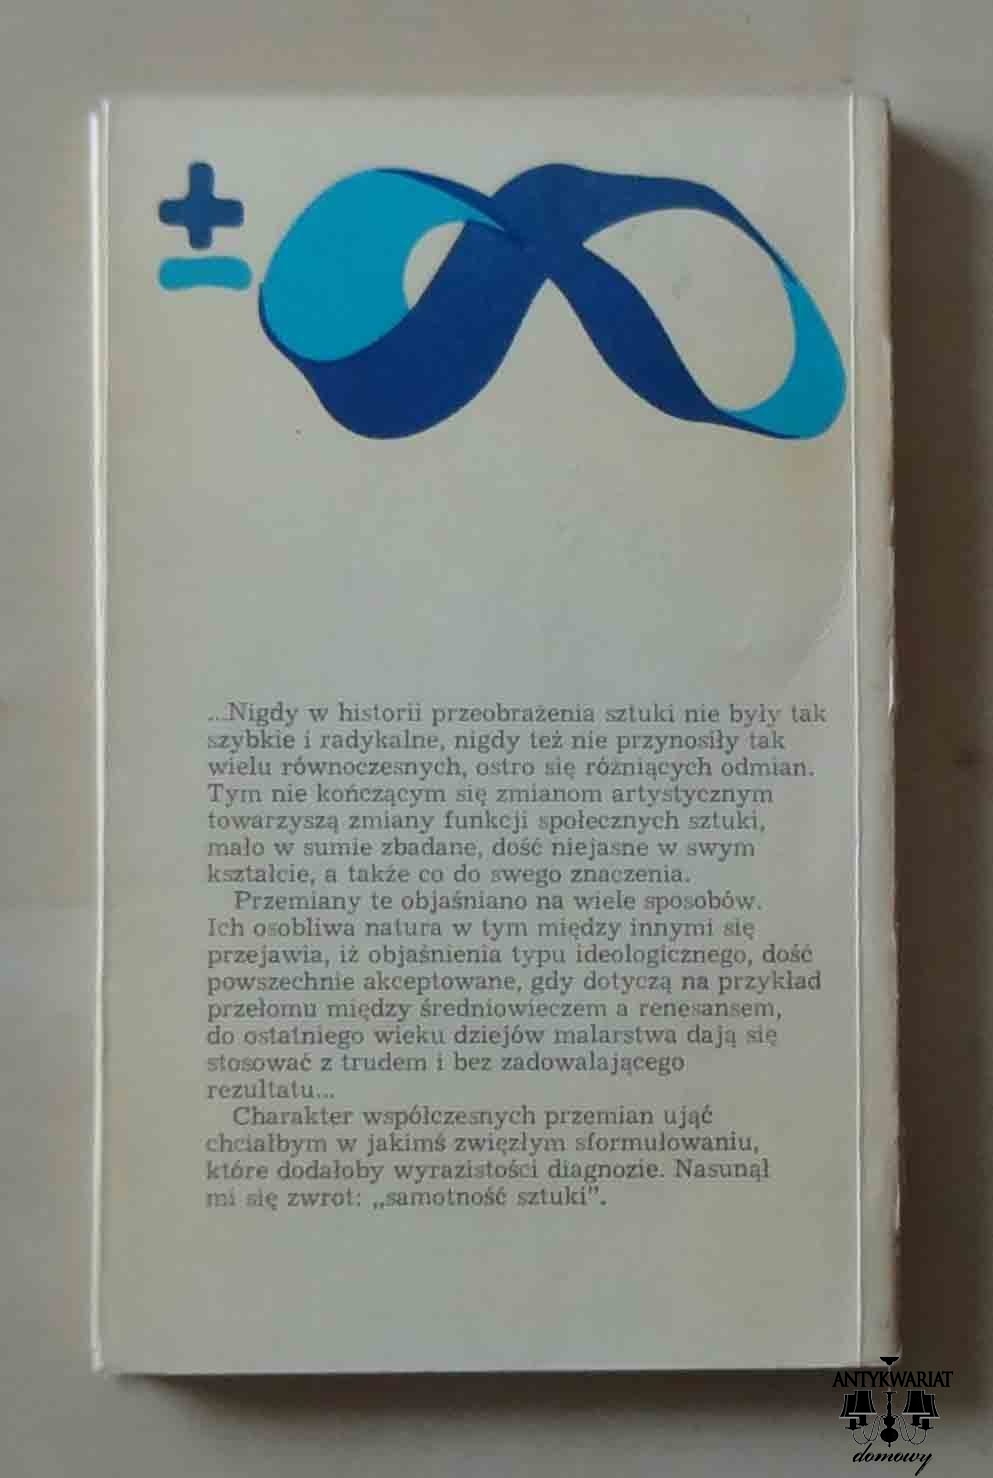 ±
...Nigdy w historii przeobrażenia sztuki nie były tak
szybkie i radykalne, nigdy też nie przynosiły tak
wielu równoczesnych, ostro się różniących odmian.
Tym nie kończącym się zmianom artystycznym
towarzyszą zmiany funkcji społecznych sztuki,
mało w sumie zbadane, dość niejasne w swym
kształcie, a także co do swego znaczenia.
Przemiany te objaśniano na wiele sposobów.
Ich osobliwa natura w tym między innymi się
przejawia, iż objaśnienia typu ideologicznego, dość
powszechnie akceptowane, gdy dotyczą na przykład
przełomu między średniowieczem a renesansem,
do ostatniego wieku dziejów malarstwa dają się
stosować z trudem i bez zadowalającego
rezultatu...
Charakter współczesnych przemian ująć
chciałbym w jakimś zwięzłym sformułowaniu,
które dodałoby wyrazistości diagnozie. Nasunął
mi się zwrot: „samotność sztuki”.
ANTYKWARIAT
domowy